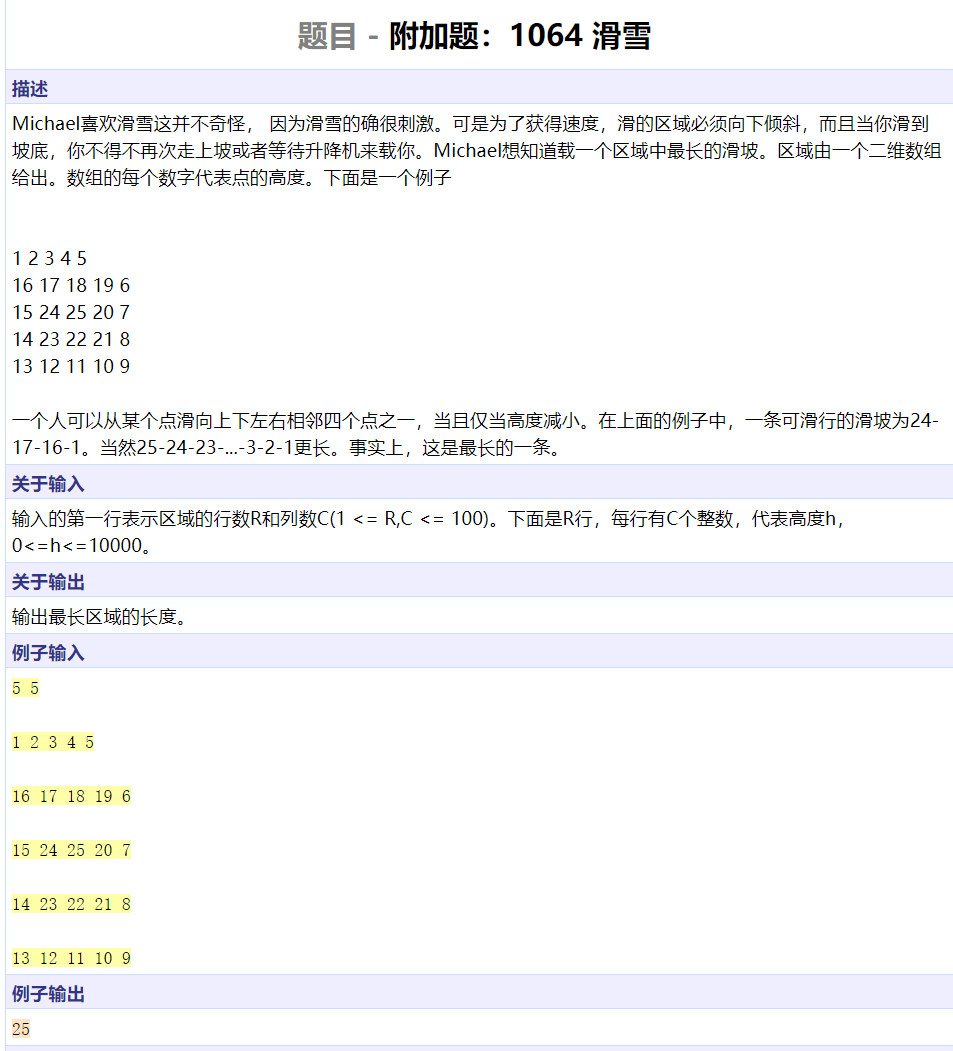 题目 - 附加题：1064 滑雪
描述
Michael喜欢滑雪这并不奇怪， 因为滑雪的确很刺激。可是为了获得速度，滑的区域必须向下倾斜，而且当你滑到
坡底，你不得不再次走上坡或者等待升降机来载你。Michael想知道载一个区域中最长的滑坡。区域由一个二维数组
给出。数组的每个数字代表点的高度。下面是一个例子
1 2 3 4 5
16 17 18 19 6
15 24 25 20 7
14 23 22 21 8
13 12 11 10 9
一个人可以从某个点滑向上下左右相邻四个点之一，当且仅当高度减小。在上面的例子中，一条可滑行的滑坡为24-
17-16-1。当然25-24-23-...-3-2-1更长。事实上，这是最长的一条。
关于输入
输入的第一行表示区域的行数R和列数C(1 <= R,C <= 100)。下面是R行，每行有C个整数，代表高度h，
0<=h<=10000。
关于输出
输出最长区域的长度。
例子输入
5 5
1 2 3 4 5
16 17 18 19 6
15 24 25 20 7
14 23 22 21 8
13 12 11 10 9
例子输出
25